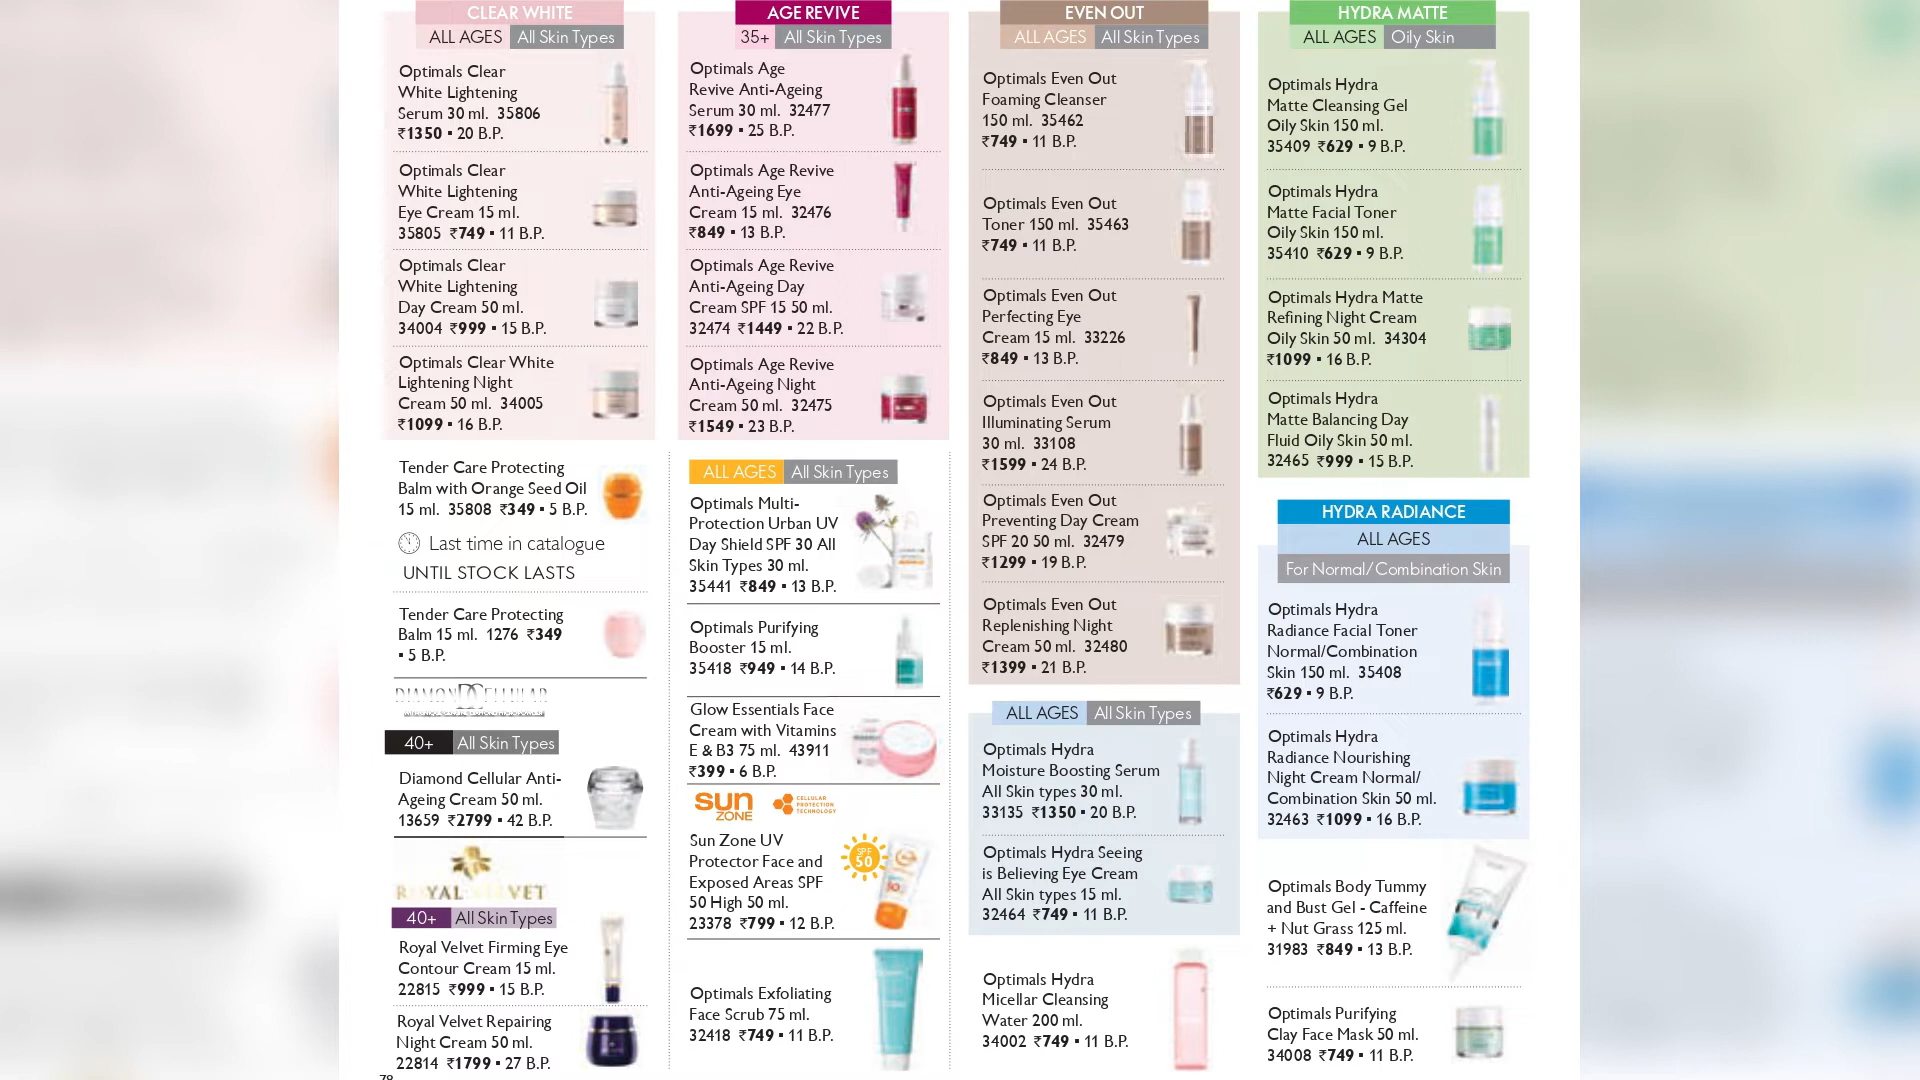 CLEAR WHITE
ALL AGES All Skin Types
Optimals Clear
White Lightening
Serum 30 ml. 35806
₹1350 ▪ 20 B.P.
Optimals Clear
White Lightening
Eye Cream 15 ml.
35805 ₹749 ▪ 11 B.P.
Optimals Clear
White Lightening
Day Cream 50 ml.
34004 ₹999 ▪ 15 B.P.
Optimals Clear White
Lightening Night
Cream 50 ml. 34005
₹1099 ▪ 16 B.P.
Tender Care Protecting
Balm with Orange Seed Oil
15 ml. 35808 ₹349 ▪ 5 B.P.
Last time in catalogue
UNTIL STOCK LASTS
Tender Care Protecting
Balm 15 ml. 1276 ₹349
▪ 5 B.P.
DIAMOND CELLULAR
40+ All Skin Types
Diamond Cellular Anti-
Ageing Cream 50 ml.
13659 ₹2799 ▪ 42 B.P.
ROYAL VELVET
40+ All Skin Types
Royal Velvet Firming Eye
Contour Cream 15 ml.
22815 ₹999 ▪ 15 B.P.
Royal Velvet Repairing
Night Cream 50 ml.
22814 ₹1799 ▪ 27 B.P.
78
AGE REVIVE
35+ All Skin Types
Optimals Age
Revive Anti-Ageing
Serum 30 ml. 32477
₹1699 ▪ 25 B.P.
Optimals Age Revive
Anti-Ageing Eye
Cream 15 ml. 32476
₹849 ▪ 13 B.P.
Optimals Age Revive
Anti-Ageing Day
Cream SPF 15 50 ml.
32474 ₹1449 ▪ 22 B.P.
Optimals Age Revive
Anti-Ageing Night
Cream 50 ml. 32475
₹1549 ▪ 23 B.P.
ALL AGES All Skin Types
Optimals Multi-
Protection Urban UV
Day Shield SPF 30 All
Skin Types 30 ml.
35441 ₹849 ▪ 13 B.P.
Optimals Purifying
Booster 15 ml.
35418 ₹949 ▪ 14 B.P.
Glow Essentials Face
Cream with Vitamins
E & B3 75 ml. 43911
₹399 ▪ 6 B.P.
SUN
ZONE
CELLULAR
PROTECTION
TECHNOLOGY
Sun Zone UV
Protector Face and
Exposed Areas SPF
50 High 50 ml.
23378 ₹799 ▪ 12 B.P.
SPF
50
Optimals Exfoliating
Face Scrub 75 ml.
32418 ₹749 ▪ 11 B.P.
EVEN OUT
ALL AGES All Skin Types
Optimals Even Out
Foaming Cleanser
150 ml. 35462
₹749 ▪ 11 B.P.
Optimals Even Out
Toner 150 ml. 35463
₹749 ▪ 11 B.P.
Optimals Even Out
Perfecting Eye
Cream 15 ml. 33226
₹849 ▪ 13 B.P.
Optimals Even Out
Illuminating Serum
30 ml. 33108
₹1599 ▪ 24 B.P.
Optimals Even Out
Preventing Day Cream
SPF 20 50 ml. 32479
₹1299 ▪ 19 B.P.
Optimals Even Out
Replenishing Night
Cream 50 ml. 32480
₹1399 ▪ 21 B.P.
ALL AGES All Skin Types
Optimals Hydra
Moisture Boosting Serum
All Skin types 30 ml.
33135 ₹1350 ▪ 20 B.P.
Optimals Hydra Seeing
is Believing Eye Cream
All Skin types 15 ml.
32464 ₹749 ▪ 11 B.P.
Optimals Hydra
Micellar Cleansing
Water 200 ml.
34002 ₹749 ▪ 11 B.P.
HYDRA MATTE
ALL AGES Oily Skin
Optimals Hydra
Matte Cleansing Gel
Oily Skin 150 ml.
35409 ₹629 ▪ 9 B.P.
Optimals Hydra
Matte Facial Toner
Oily Skin 150 ml.
35410 ₹629 ▪ 9 B.P.
Optimals Hydra Matte
Refining Night Cream
Oily Skin 50 ml. 34304
₹1099 ▪ 16 B.P.
Optimals Hydra
Matte Balancing Day
Fluid Oily Skin 50 ml.
32465 ₹999 ▪ 15 B.P.
HYDRA RADIANCE
ALL AGES
For Normal/Combination Skin
Optimals Hydra
Radiance Facial Toner
Normal/Combination
Skin 150 ml. 35408
₹629 ▪ 9 B.P.
Optimals Hydra
Radiance Nourishing
Night Cream Normal/
Combination Skin 50 ml.
32463 ₹1099 ▪ 16 B.P.
Optimals Body Tummy
and Bust Gel - Caffeine
+ Nut Grass 125 ml.
31983 ₹849 ▪ 13 B.P.
Optimals Purifying
Clay Face Mask 50 ml.
34008 ₹749 ▪ 11 B.P.